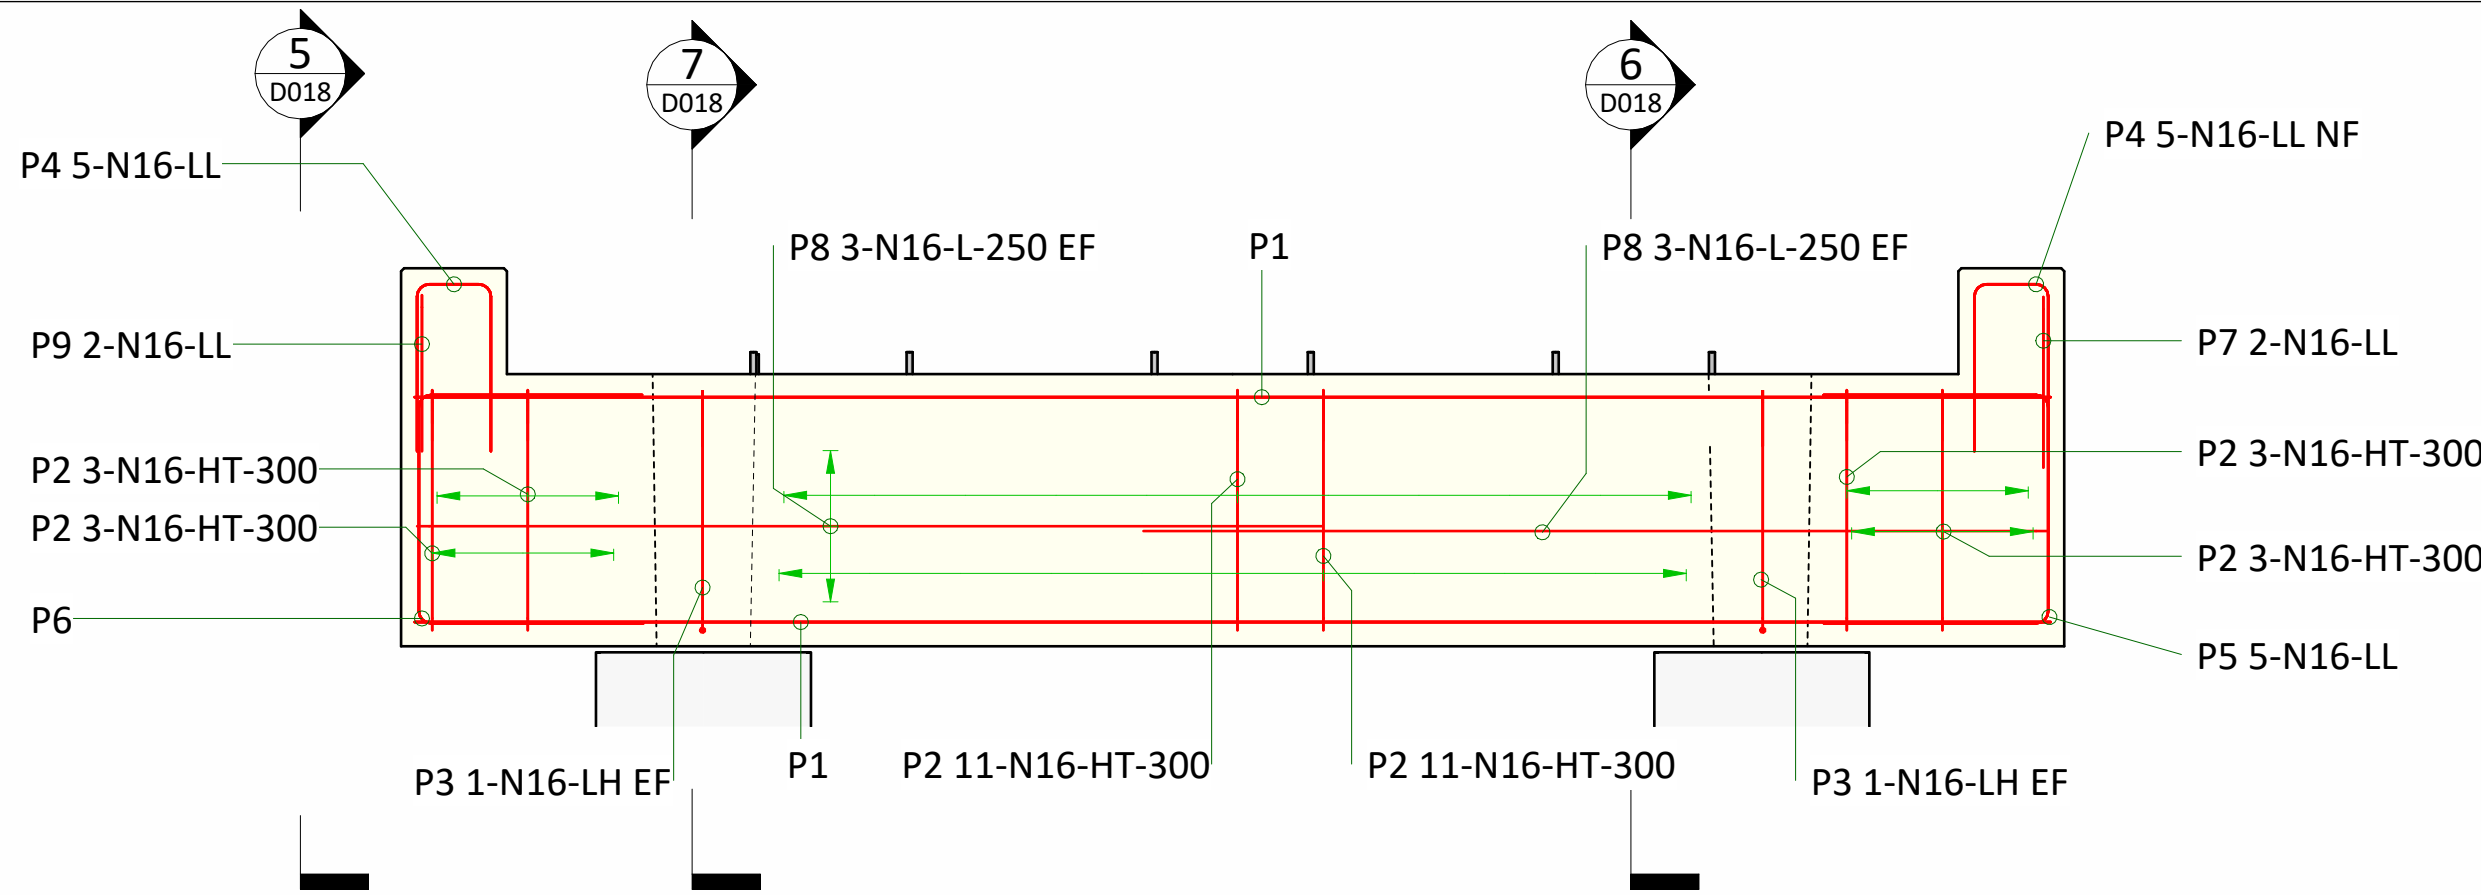 5
D018
7
D018
6
D018
P4 5-N16-LL
P4 5-N16-LL NF
P8 3-N16-L-250 EF
P1
P8 3-N16-L-250 EF
P9 2-N16-LL
P7 2-N16-LL
P2 3-N16-HT-300
P2 3-N16-HT-300
P2 3-N16-HT-300
P2 3-N16-HT-300
P6
P5 5-N16-LL
P3 1-N16-LH EF
P1
P2 11-N16-HT-300
P2 11-N16-HT-300
P3 1-N16-LH EF